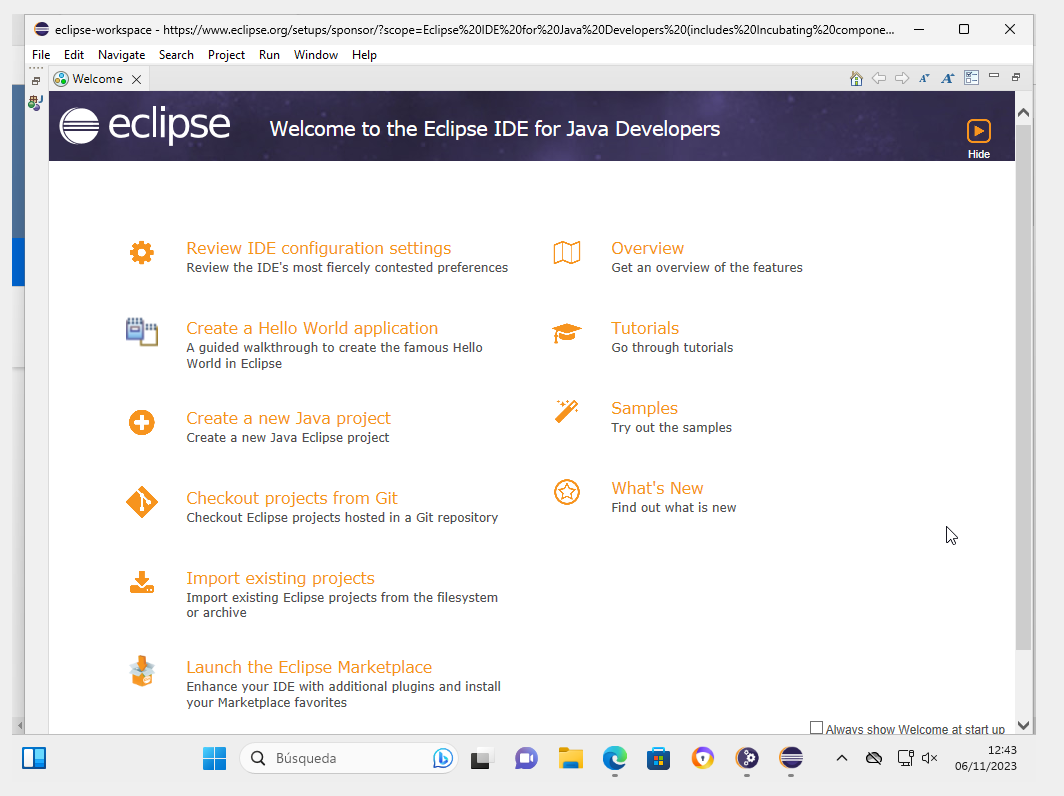 eclipse-workspace - https://www.eclipse.org/setups/sponsor/?scope=Eclipse%20IDE%20for%20Java%20Developers%20(includes%20Incubating%20compone...
File Edit Navigate Search Project Run Window Help
Welcome
eclipse
Welcome to the Eclipse IDE for Java Developers
Hide
Review IDE configuration settings
Review the IDE's most fiercely contested preferences
Overview
Get an overview of the features
Create a Hello World application
A guided walkthrough to create the famous Hello
World in Eclipse
Tutorials
Go through tutorials
Create a new Java project
Create a new Java Eclipse project
Samples
Try out the samples
Checkout projects from Git
Checkout Eclipse projects hosted in a Git repository
What's New
Find out what is new
Import existing projects
Import existing Eclipse projects from the filesystem
or archive
Launch the Eclipse Marketplace
Enhance your IDE with additional plugins and install
your Marketplace favorites
Always show Welcome at start up
Búsqueda
12:43
06/11/2023